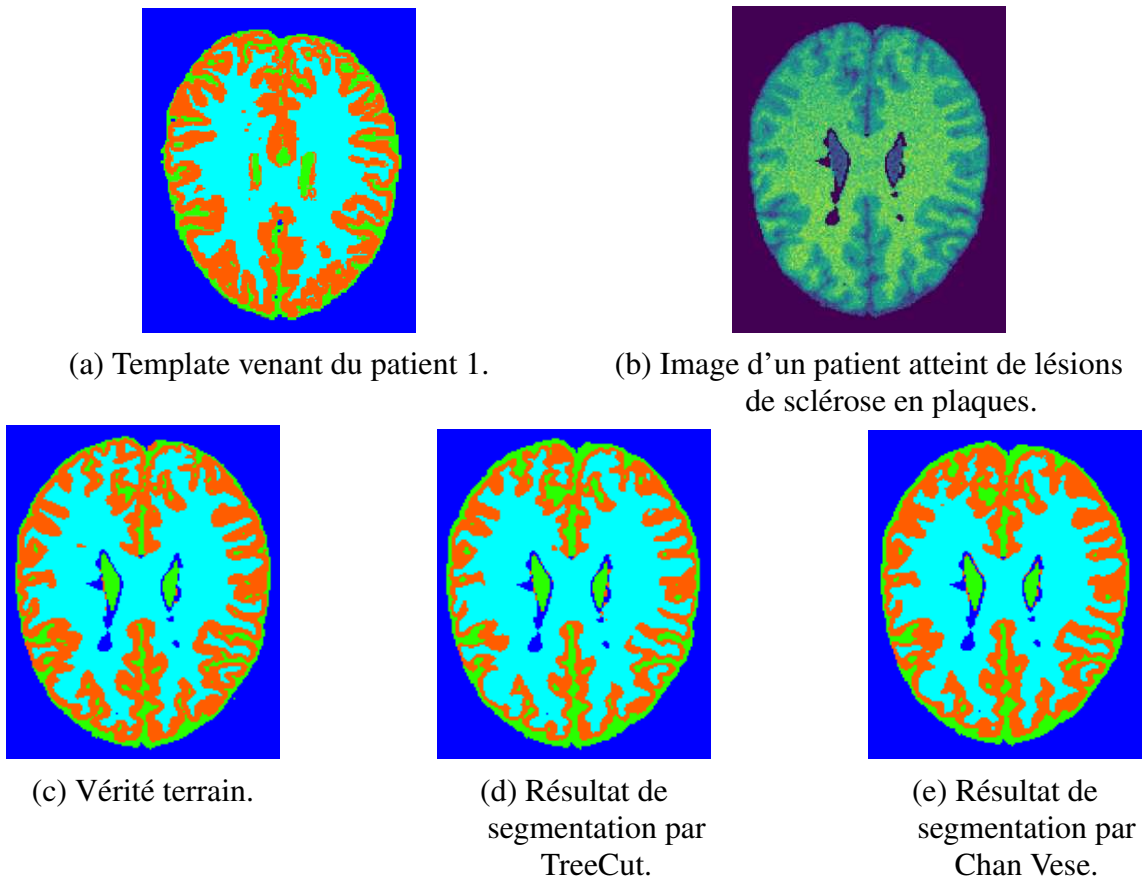 (a) Template venant du patient 1.
(b) Image d'un patient atteint de lésions
de sclérose en plaques.
(c) Vérité terrain.
(d) Résultat de
segmentation par
TreeCut.
(e) Résultat de
segmentation par
Chan Vese.